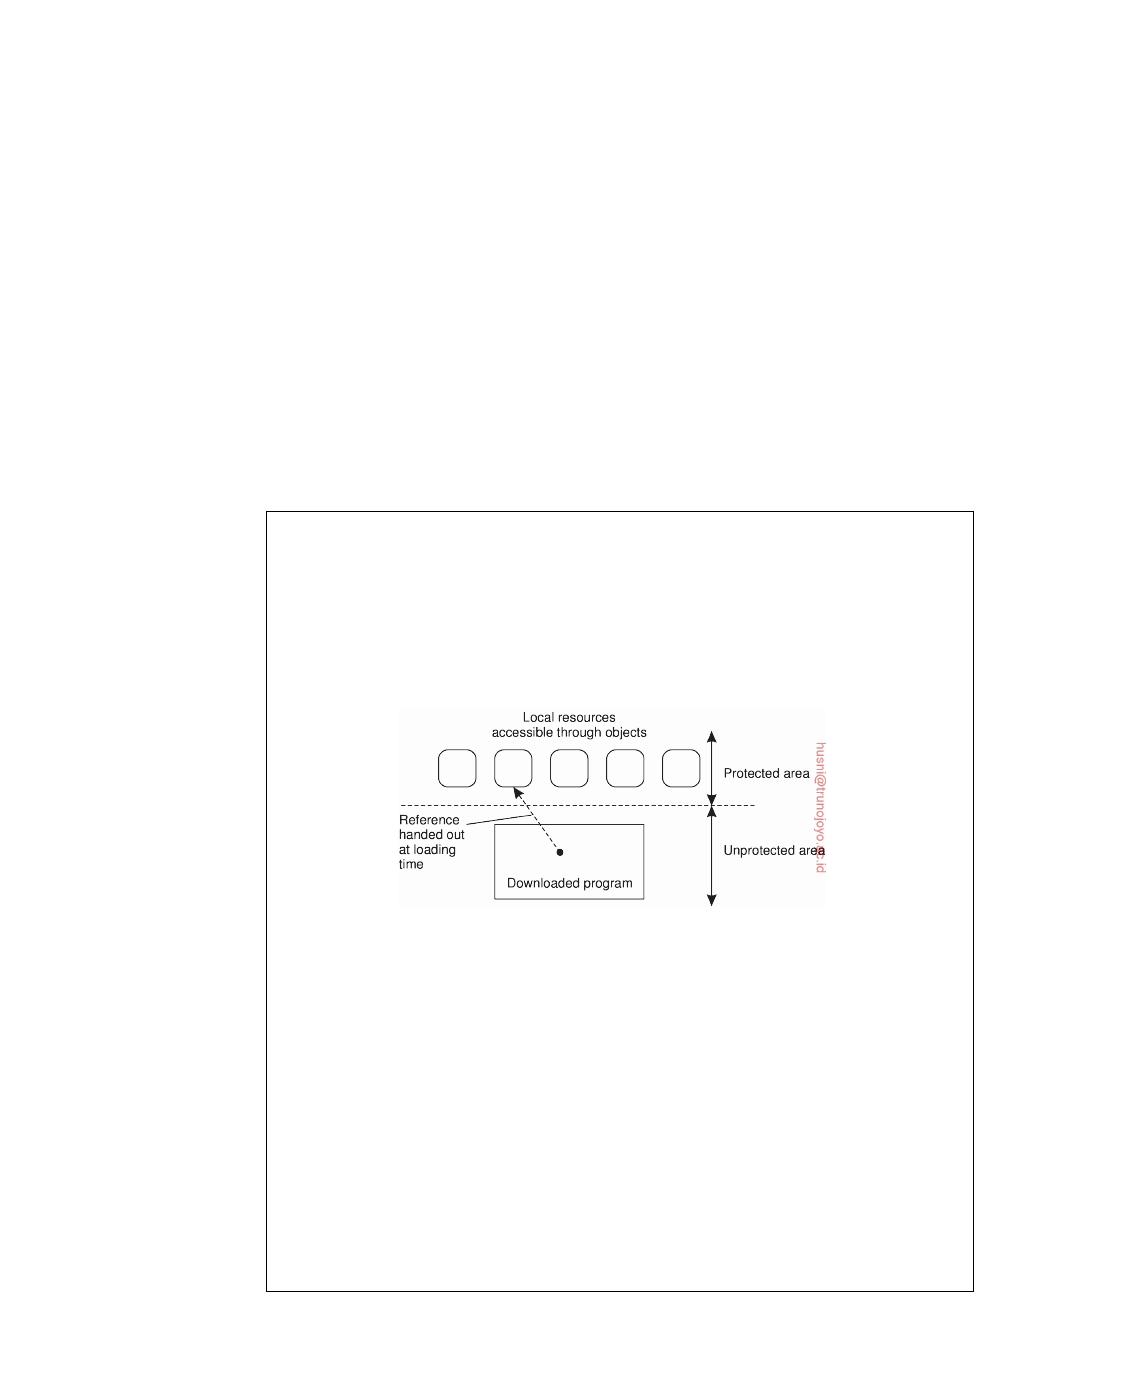 Local resources
accessible through objects
Protected area
Reference
handed out
at loading
time
Unprotected area
Downloaded program
husni@trunojoyo.ac.id